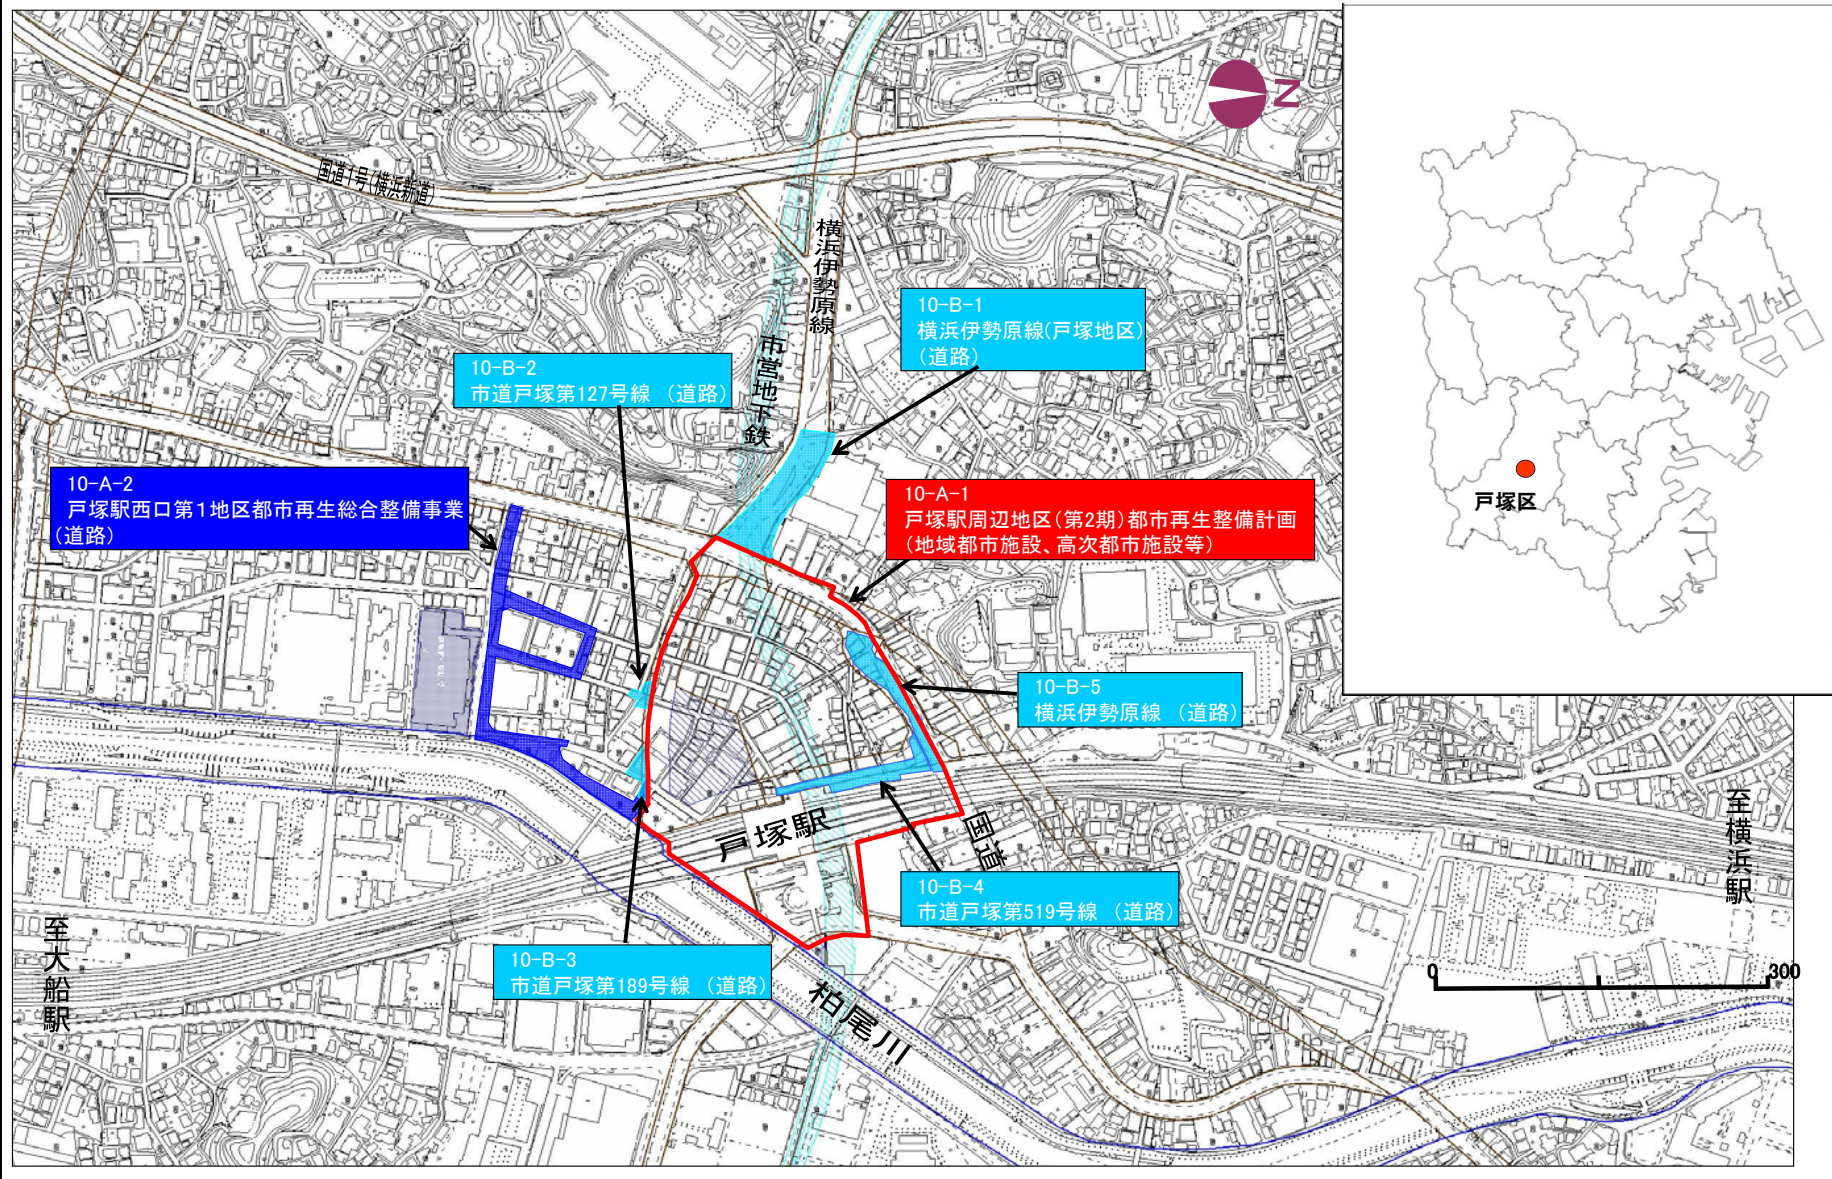 N
国道1号(横浜新道)
横浜伊勢原線
市営地下鉄
10-B-1
横浜伊勢原線(戸塚地区)
(道路)
10-B-2
市道戸塚第127号線 (道路)
10-A-2
戸塚駅西口第1地区都市再生総合整備事業
(道路)
10-A-1
戸塚駅周辺地区(第2期)都市再生整備計画
(地域都市施設、高次都市施設等)
戸塚区
10-B-5
横浜伊勢原線 (道路)
戸塚駅
国道
至横浜駅
10-B-4
市道戸塚第519号線 (道路)
至大船駅
10-B-3
市道戸塚第189号線 (道路)
柏尾川
0
300